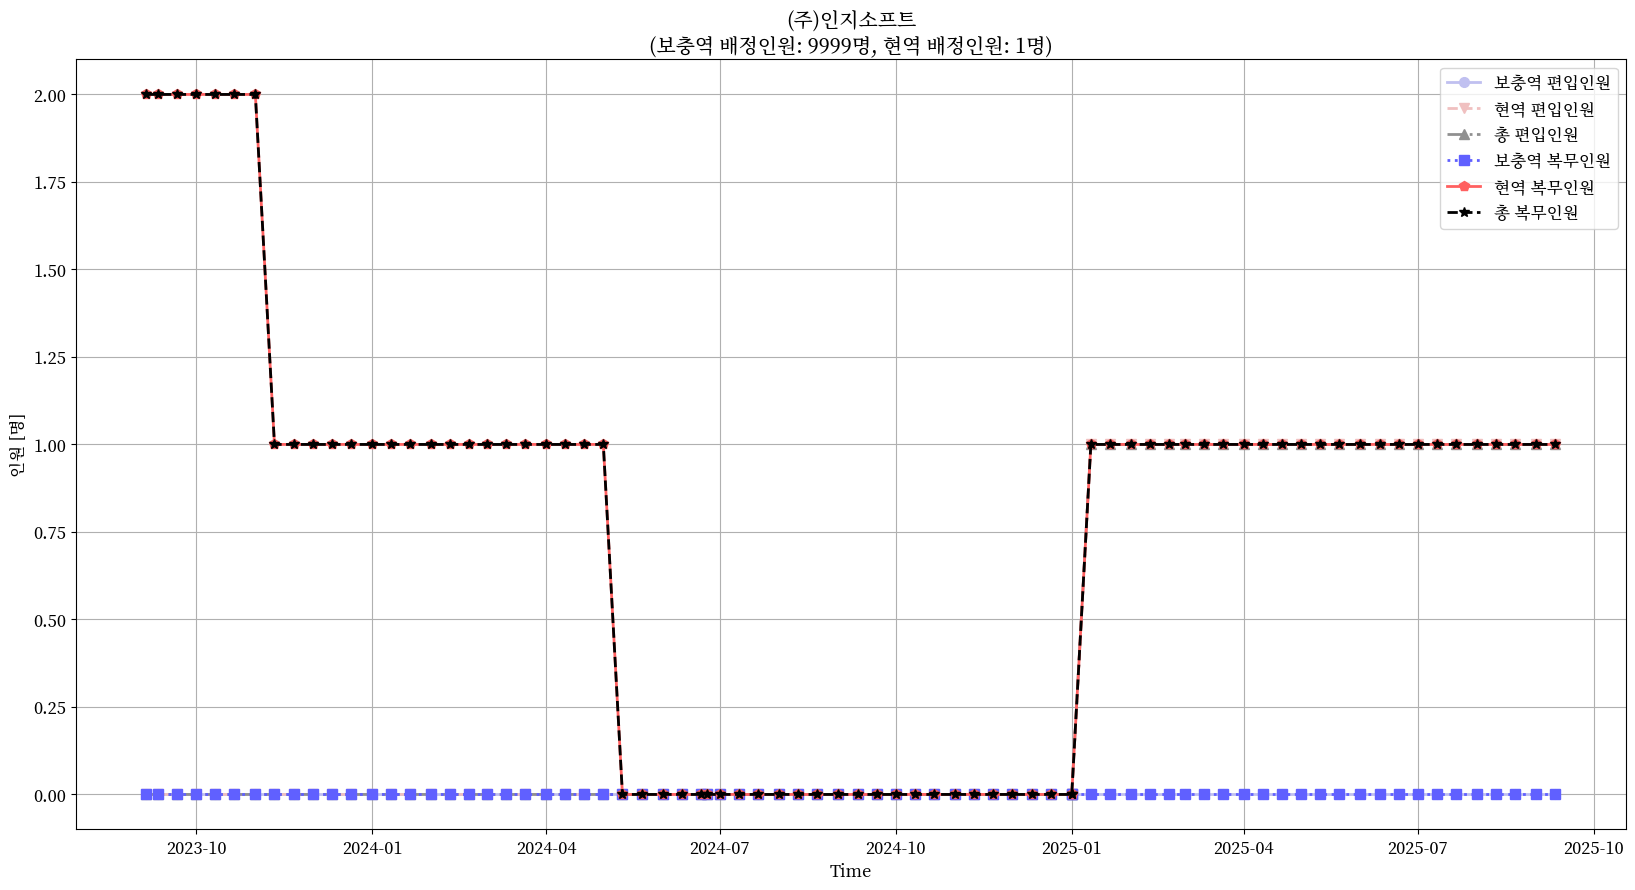 (주)인지소프트
(보충역 배정인원: 9999명, 현역 배정인원: 1명)
보충역 편입인원
현역 편입인원
총 편입인원
보충역 복무인원
현역 복무인원
총 복무인원
인원 [명]
2.00
1.75
1.50
1.25
1.00
0.75
0.50
0.25
0.00
2023-10
2024-01
2024-04
2024-07
2024-10
2025-01
2025-04
2025-07
2025-10
Time